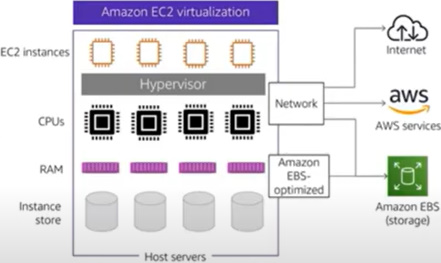 Amazon EC2 virtualization
EC2 instances
Hypervisor
CPUs
RAM
Instance
store
Host servers
Network
Amazon
EBS-
optimized
Internet
aws
AWS services
Amazon EBS
(storage)